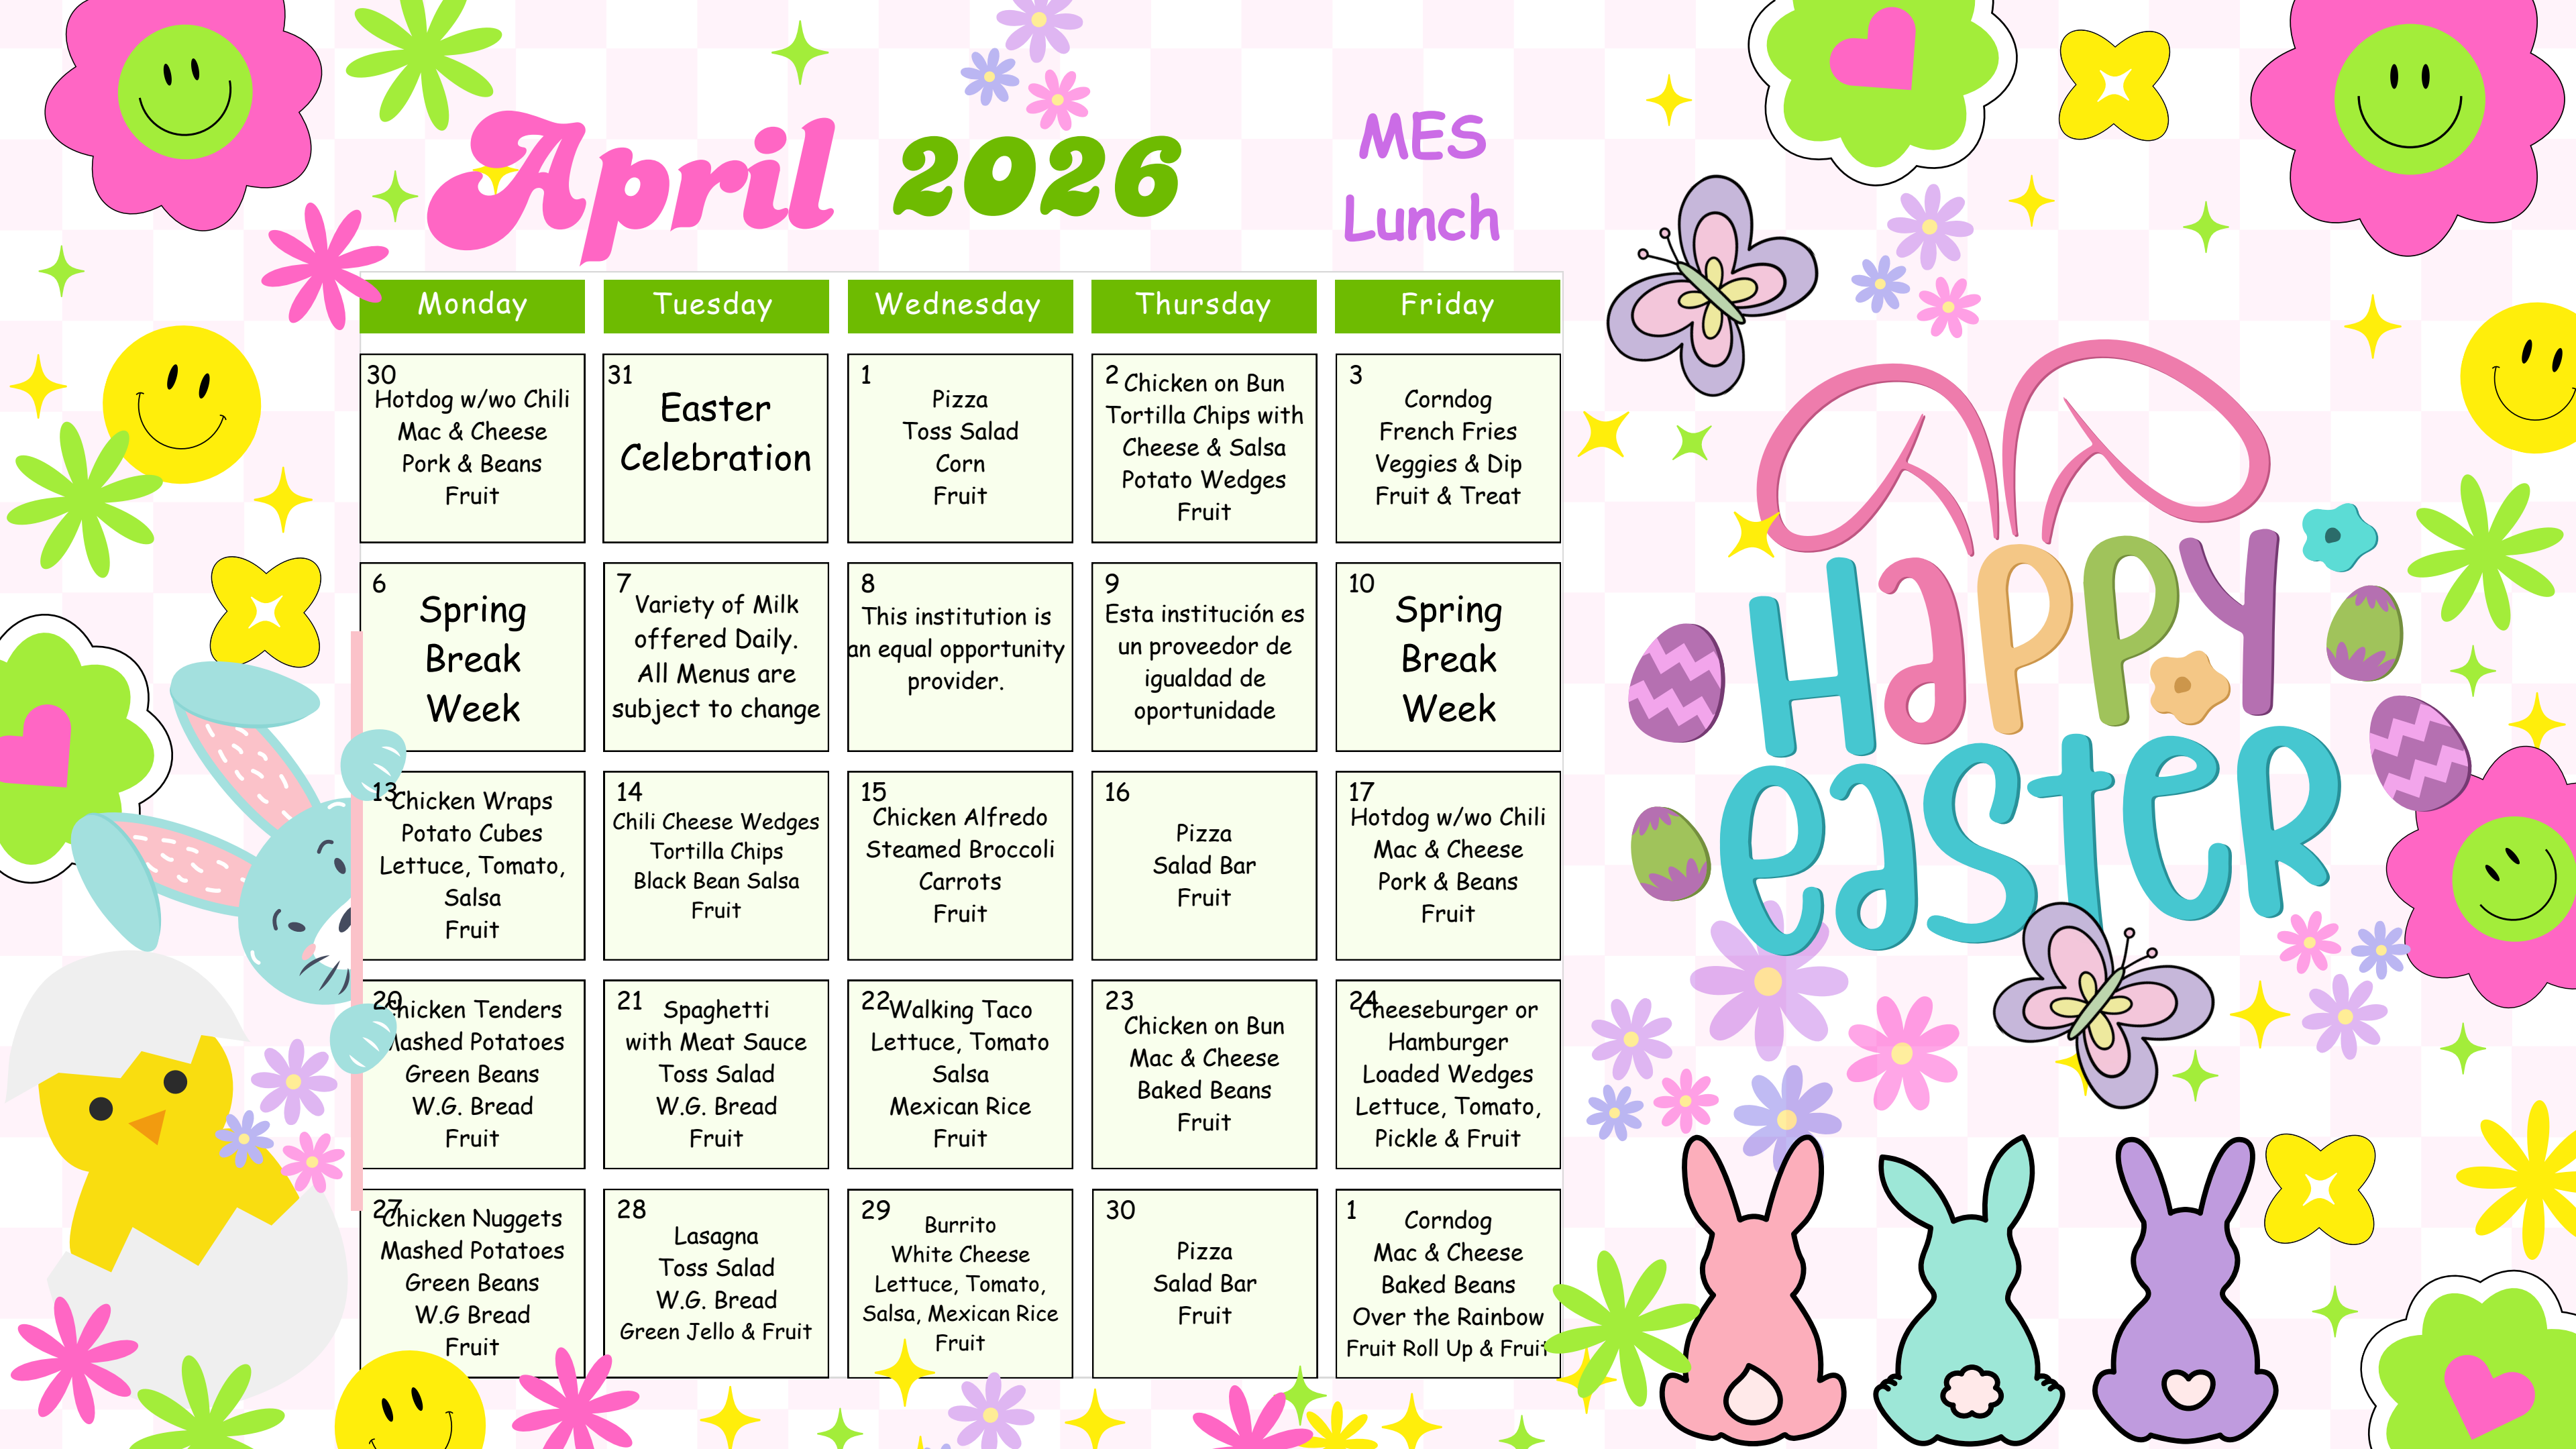 April 2026
MES
Lunch
Monday Tuesday Wednesday Thursday Friday
30
Hotdog w/wo Chili
Mac & Cheese
Pork & Beans
Fruit
31
Easter
Celebration
1
Pizza
Toss Salad
Corn
Fruit
2
Chicken on Bun
Tortilla Chips with
Cheese & Salsa
Potato Wedges
Fruit
3
Corndog
French Fries
Veggies & Dip
Fruit & Treat
6
Spring
Break
Week
7
Variety of Milk
offered Daily.
All Menus are
subject to change
8
This institution is
an equal opportunity
provider.
9
Esta institución es
un proveedor de
igualdad de
oportunidade
10
Spring
Break
Week
13
Chicken Wraps
Potato Cubes
Lettuce, Tomato,
Salsa
Fruit
14
Chili Cheese Wedges
Tortilla Chips
Black Bean Salsa
Fruit
15
Chicken Alfredo
Steamed Broccoli
Carrots
Fruit
16
Pizza
Salad Bar
Fruit
17
Hotdog w/wo Chili
Mac & Cheese
Pork & Beans
Fruit
20
Chicken Tenders
Mashed Potatoes
Green Beans
W.G. Bread
Fruit
21
Spaghetti
with Meat Sauce
Toss Salad
W.G. Bread
Fruit
22
Walking Taco
Lettuce, Tomato
Salsa
Mexican Rice
Fruit
23
Chicken on Bun
Mac & Cheese
Baked Beans
Fruit
24
Cheeseburger or
Hamburger
Loaded Wedges
Lettuce, Tomato,
Pickle & Fruit
27
Chicken Nuggets
Mashed Potatoes
Green Beans
W.G Bread
Fruit
28
Lasagna
Toss Salad
W.G. Bread
Green Jello & Fruit
29
Burrito
White Cheese
Lettuce, Tomato,
Salsa, Mexican Rice
Fruit
30
Pizza
Salad Bar
Fruit
1
Corndog
Mac & Cheese
Baked Beans
Over the Rainbow
Fruit Roll Up & Fruit
Happy
easter